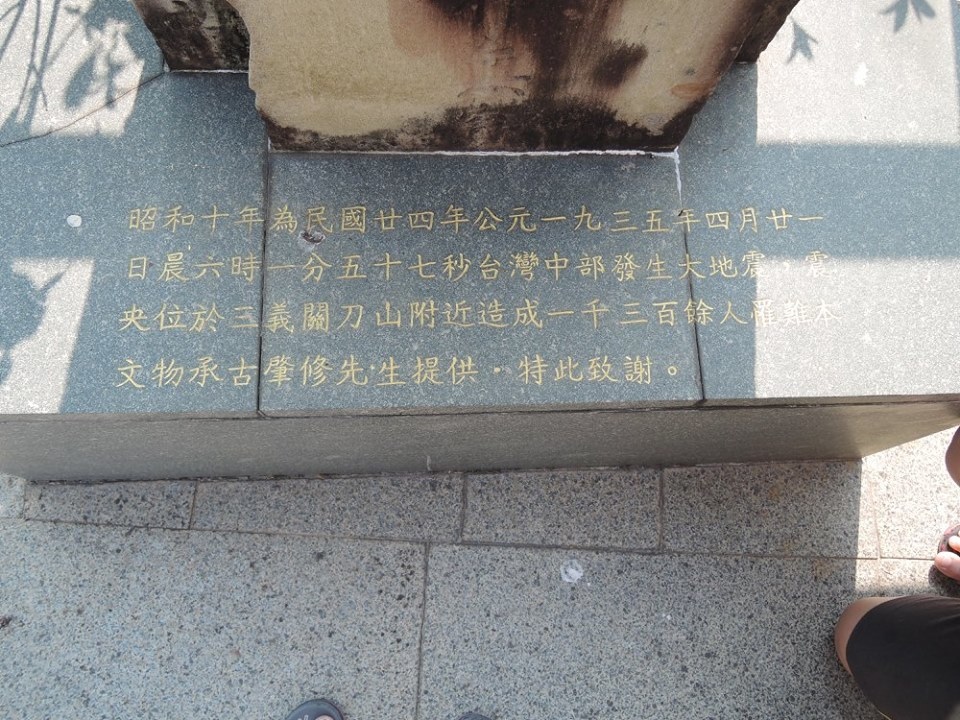 昭和十年為民國廿四年公元一九三五年四月廿一
日晨六時一分五十七秒台灣中部發生大地震，震
央位於三義關刀山附近造成一千三百餘人罹難本
文物承古肇修先生提供．特此致謝。